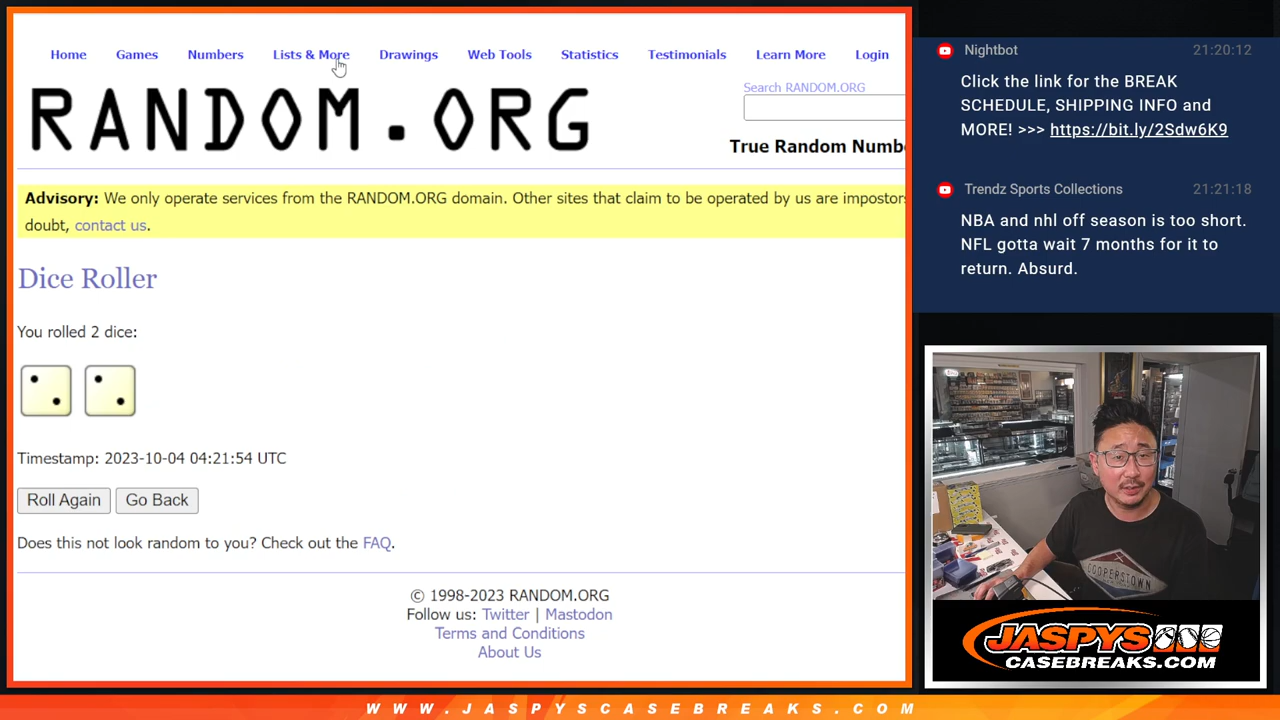 Home Games Numbers Lists & More Drawings Web Tools Statistics Testimonials Learn More Login
RANDOM.ORG
Search RANDOM.ORG
True Random Numb
Advisory: We only operate services from the RANDOM.ORG domain. Other sites that claim to be operated by us are impostors
doubt, contact us.
Dice Roller
You rolled 2 dice:
Timestamp: 2023-10-04 04:21:54 UTC
Roll Again Go Back
Does this not look random to you? Check out the FAQ.
© 1998-2023 RANDOM.ORG
Follow us: Twitter | Mastodon
Terms and Conditions
About Us
Nightbot 21:20:12
Click the link for the BREAK
SCHEDULE, SHIPPING INFO and
MORE! >>> https://bit.ly/2Sdw6K9
Trendz Sports Collections 21:21:18
NBA and nhl off season is too short.
NFL gotta wait 7 months for it to
return. Absurd.
COOPERSTOWN
JASPYS
CASEBREAKS.COM
WWW.JASPYSCASEBREAKS.COM